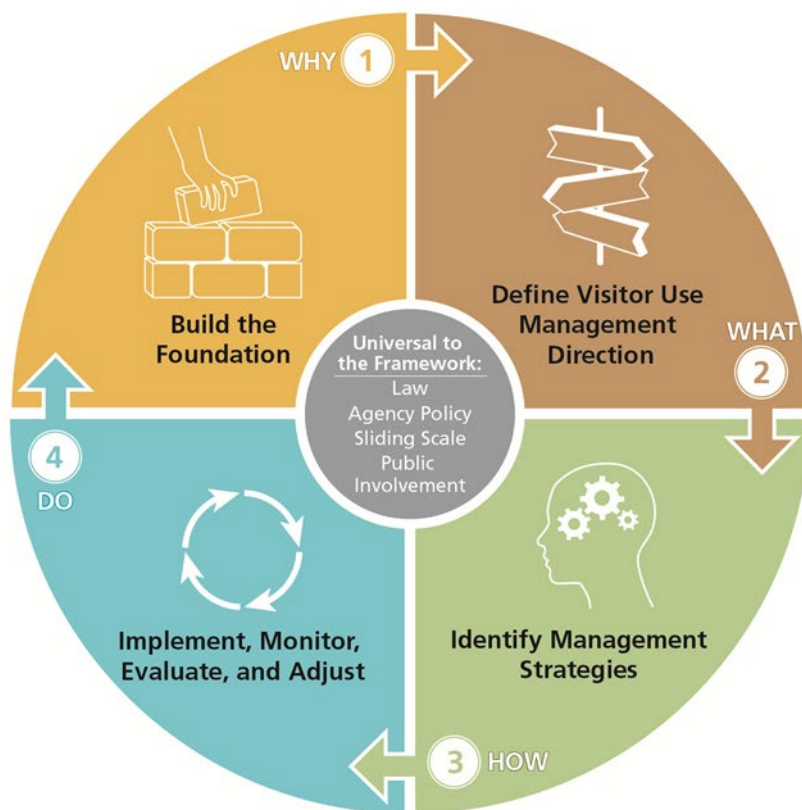 WHY 1
Build the
Foundation
Define Visitor Use
Management
Direction
WHAT
2
Universal to
the Framework:
Law
Agency Policy
Sliding Scale
Public
Involvement
Identify Management
Strategies
3 HOW
Implement, Monitor,
Evaluate, and Adjust
4
DO